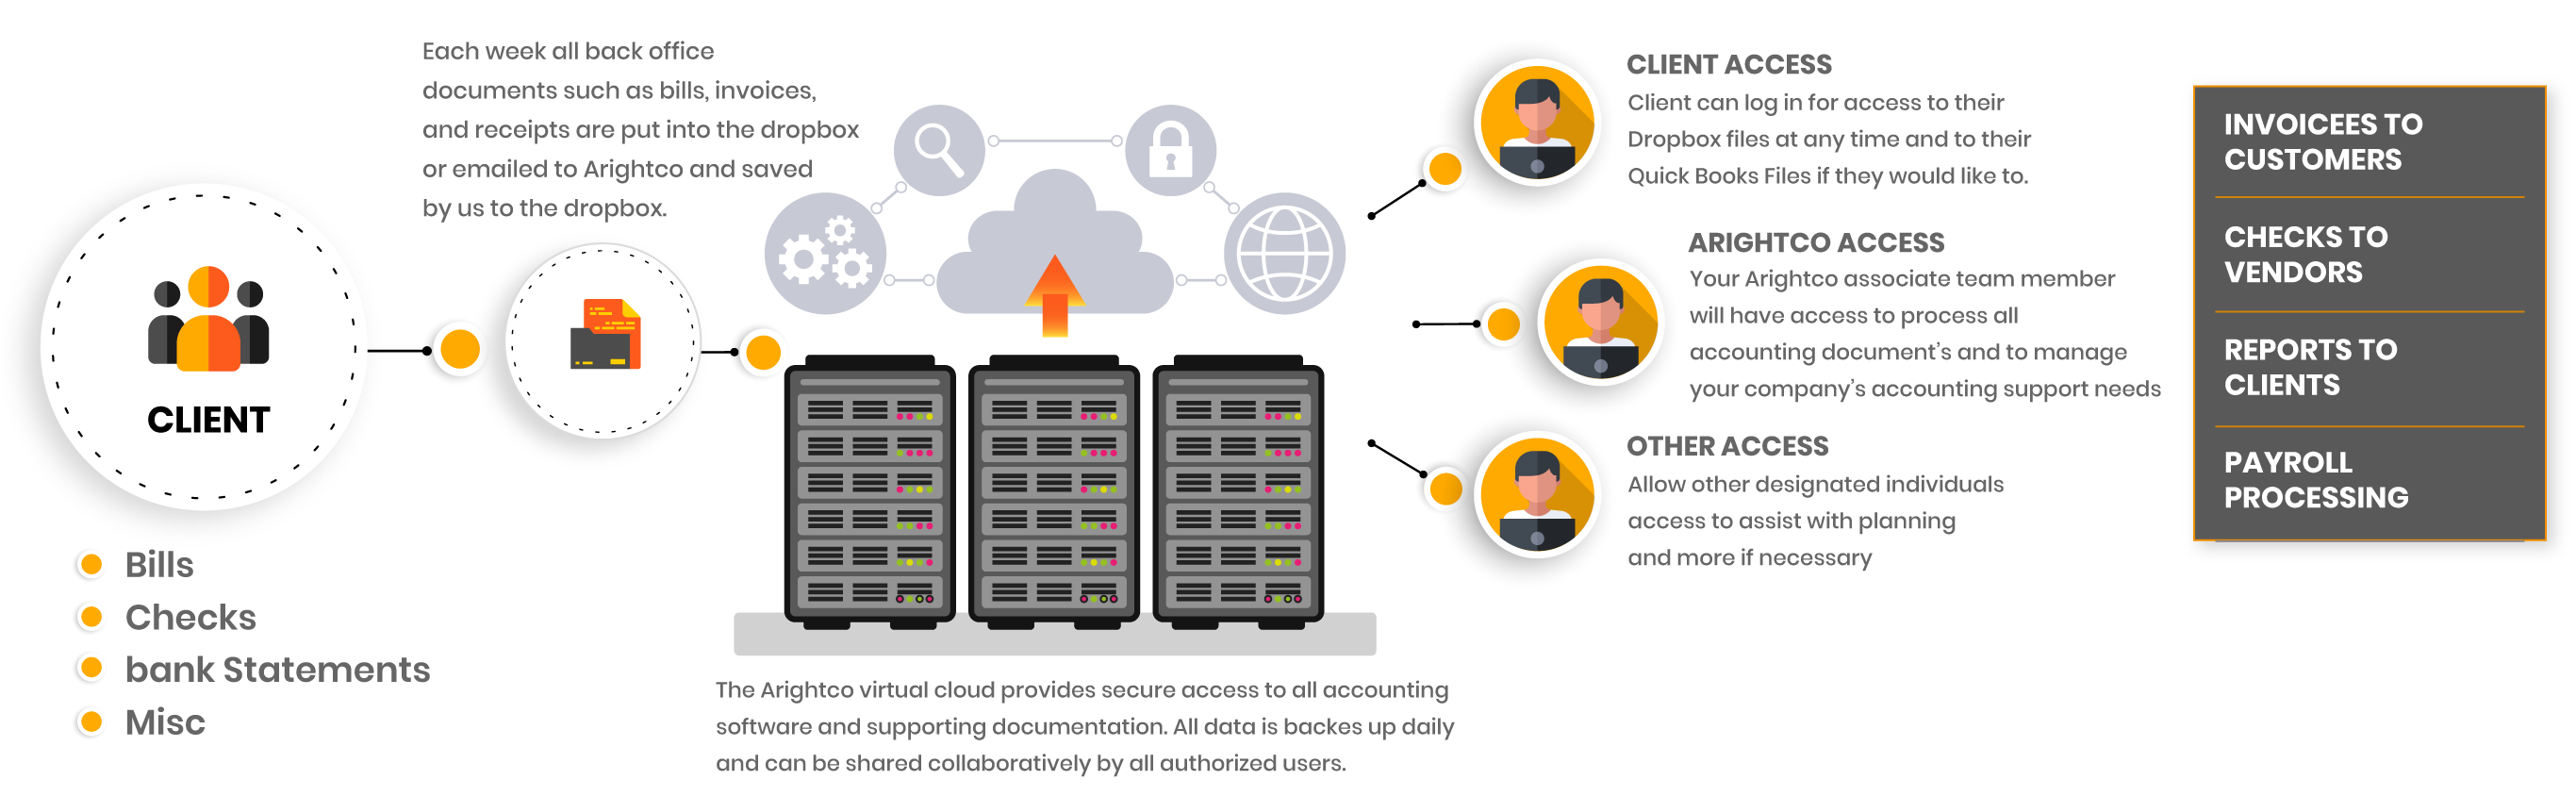 Each week all back office
documents such as bills, invoices,
and receipts are put into the dropbox
or emailed to Arightco and saved
by us to the dropbox.
CLIENT
Bills
Checks
bank Statements
Misc
The Arightco virtual cloud provides secure access to all accounting
software and supporting documentation. All data is backes up daily
and can be shared collaboratively by all authorized users.
CLIENT ACCESS
Client can log in for access to their
Dropbox files at any time and to their
Quick Books Files if they would like to.
ARIGHTCO ACCESS
Your Arightco associate team member
will have access to process all
accounting document's and to manage
your company's accounting support needs
OTHER ACCESS
Allow other designated individuals
access to assist with planning
and more if necessary
INVOICEES TO
CUSTOMERS
CHECKS TO
VENDORS
REPORTS TO
CLIENTS
PAYROLL
PROCESSING